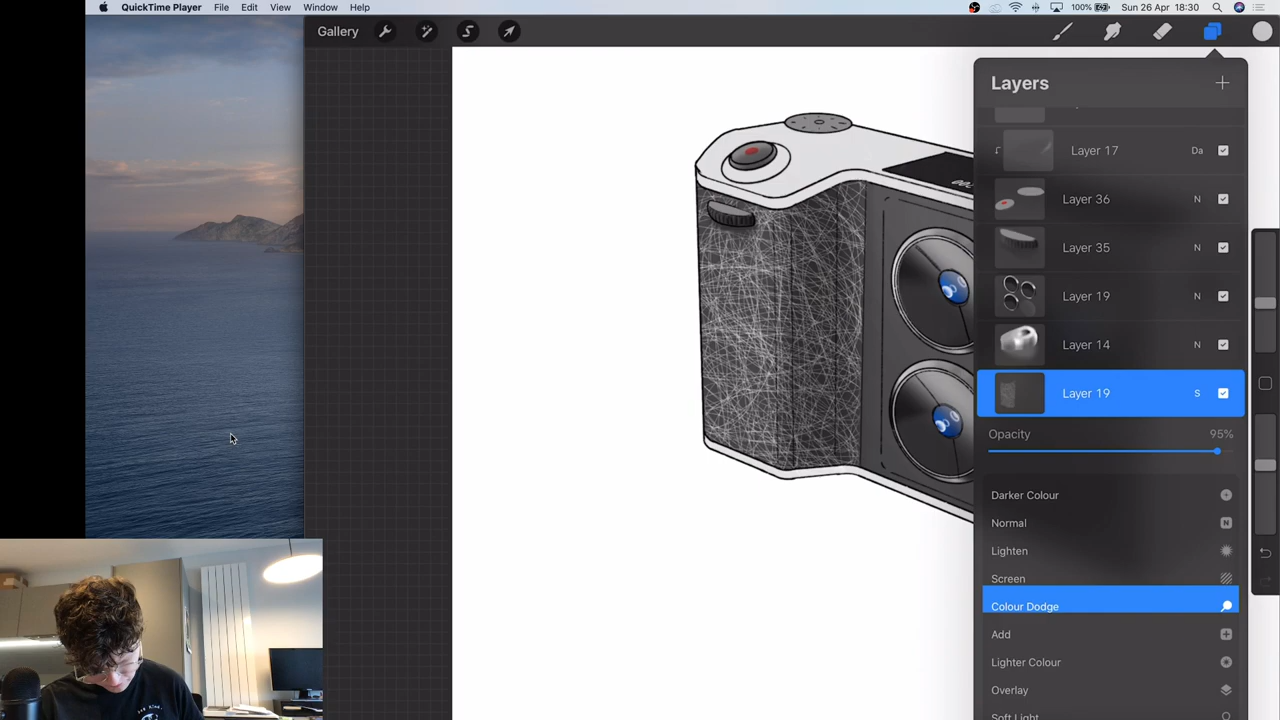 QuickTime Player File Edit View Window Help 100% Sun 26 Apr 18:30
Gallery
Layers
Layer 17 Da
Layer 36 N
Layer 35 N
Layer 19 N
Layer 14 N
Layer 19 S
Opacity 95%
Darker Colour
Normal N
Lighten
Screen
Colour Dodge
Add
Lighter Colour
Overlay
Soft Light